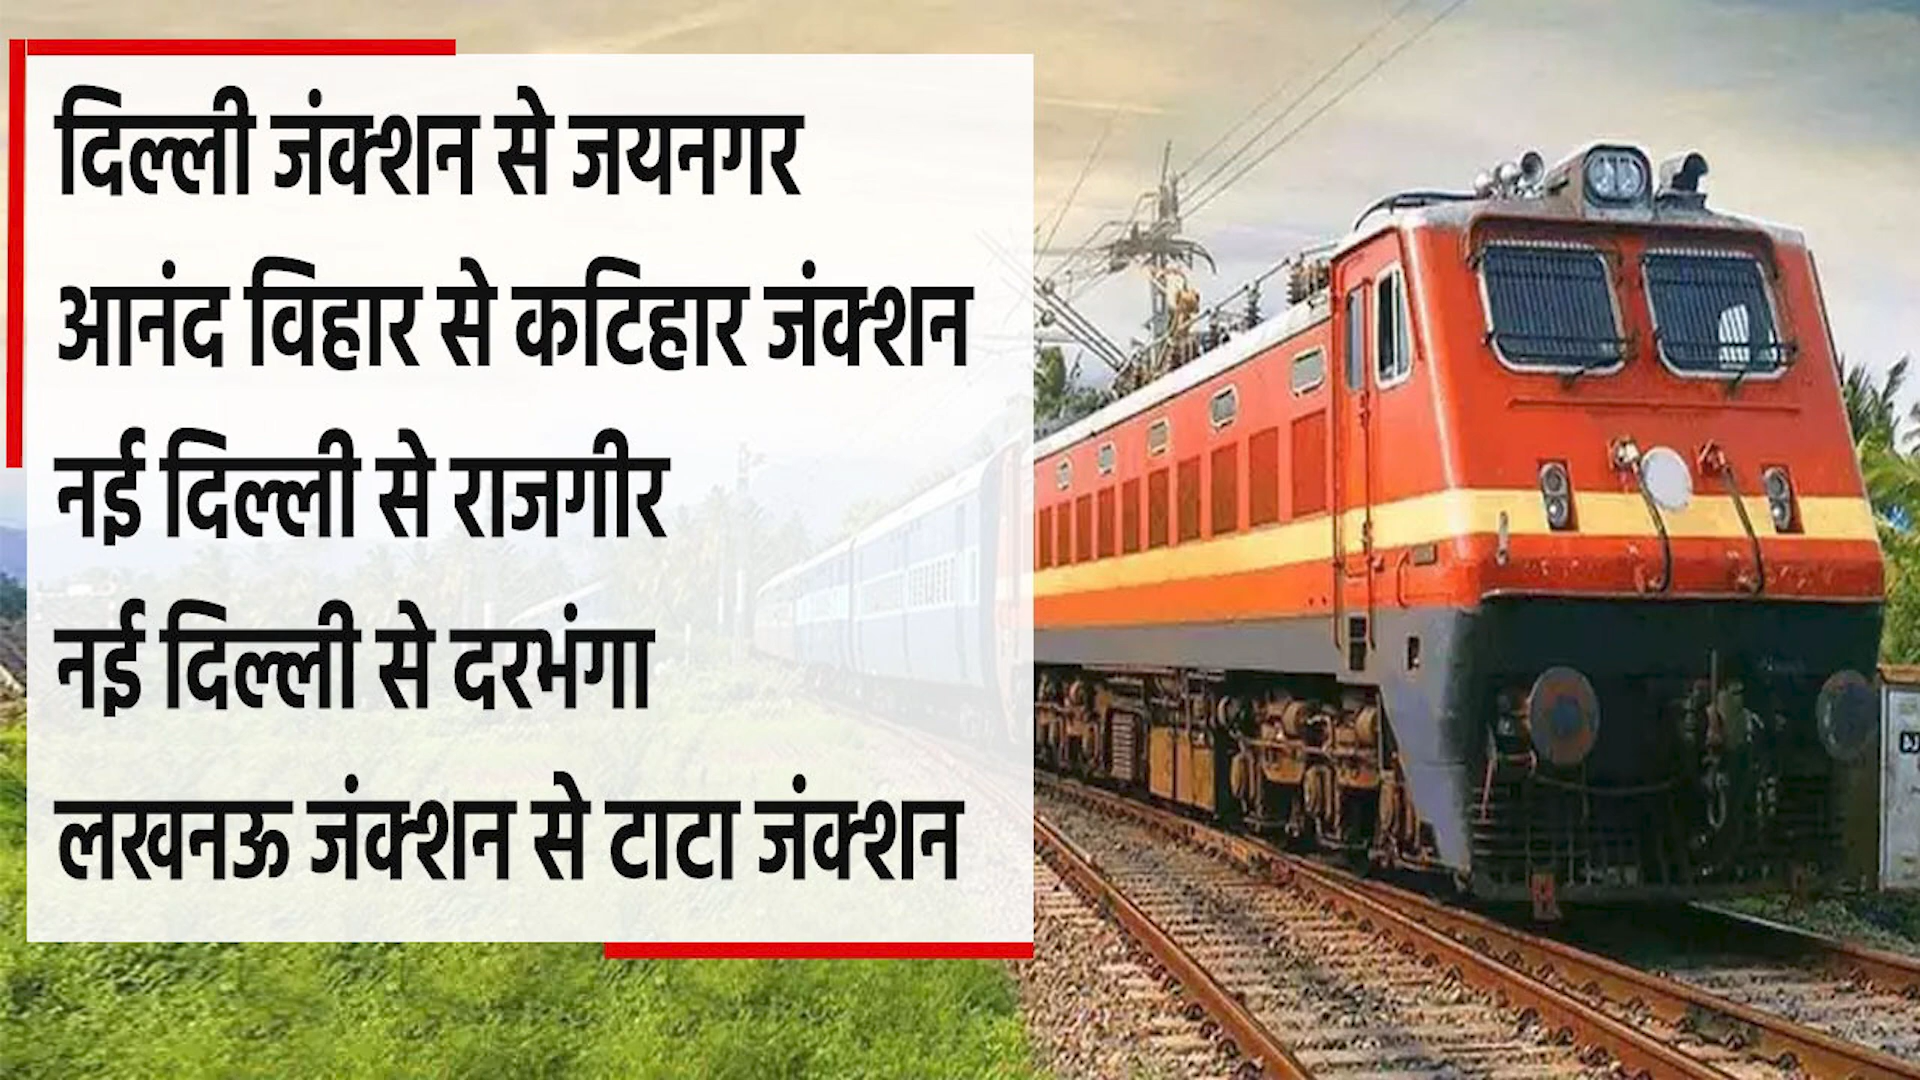 दिल्ली जंक्शन से जयनगर
आनंद विहार से कटिहार जंक्शन
नई दिल्ली से राजगीर
नई दिल्ली से दरभंगा
लखनऊ जंक्शन से टाटा जंक्शन